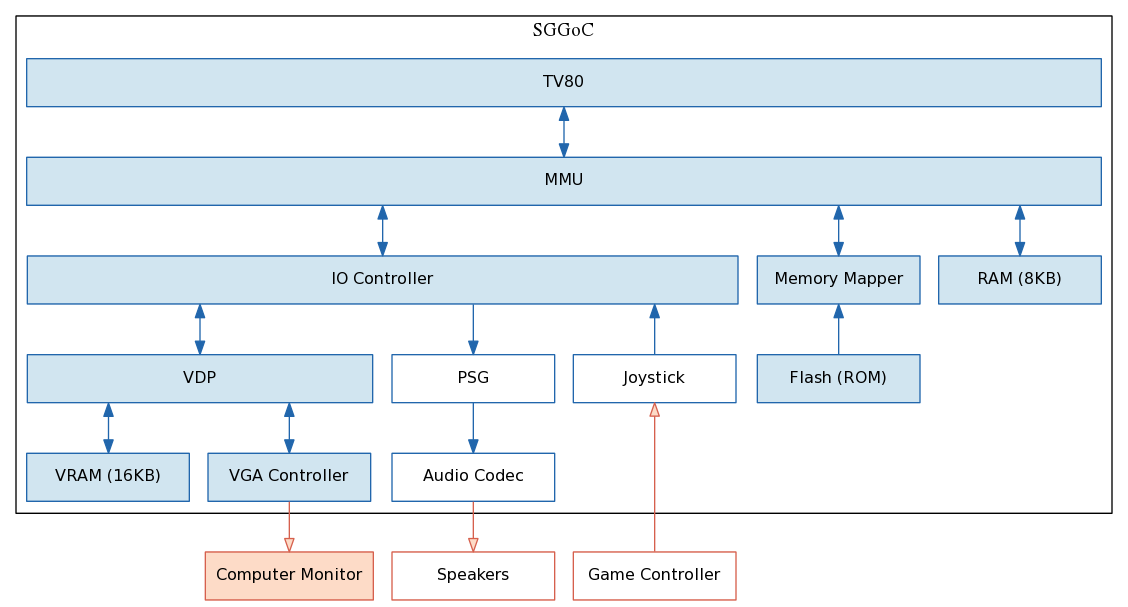 SGGoC
TV80
MMU
IO Controller
Memory Mapper
RAM (8KB)
VDP
PSG
Joystick
Flash (ROM)
VRAM (16KB)
VGA Controller
Audio Codec
Computer Monitor
Speakers
Game Controller